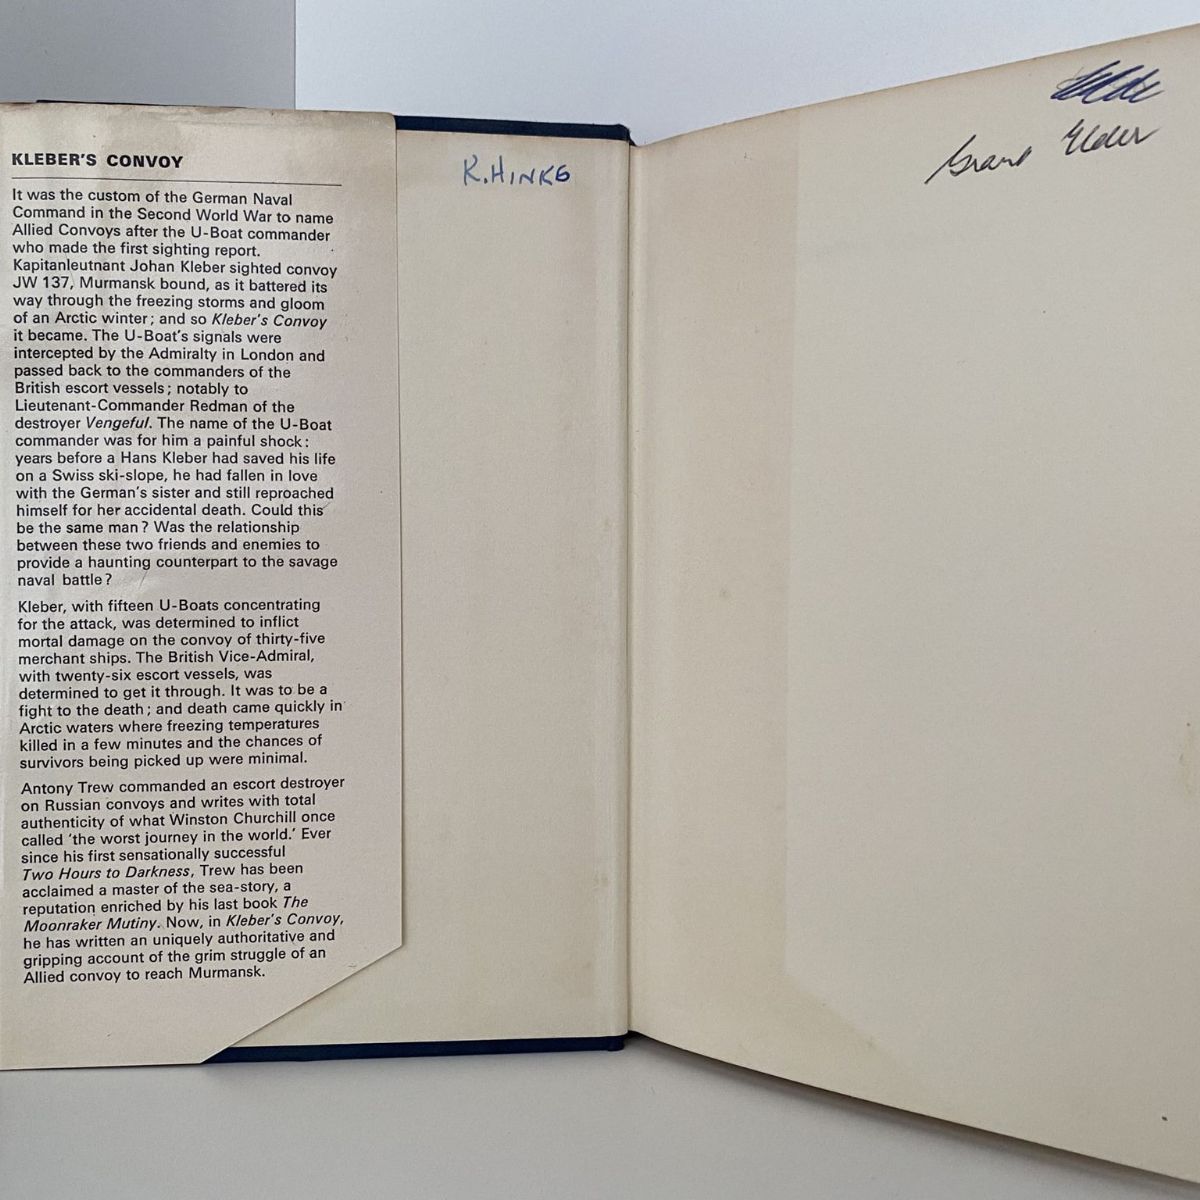 KLEBER'S CONVOY
It was the custom of the German Naval
Command in the Second World War to name
Allied Convoys after the U-Boat commander
who made the first sighting report.
Kapitanleutnant Johan Kleber sighted convoy
JW 137, Murmansk bound, as it battered its
way through the freezing storms and gloom
of an Arctic winter; and so Kleber's Convoy
it became. The U-Boat's signals were
intercepted by the Admiralty in London and
passed back to the commanders of the
British escort vessels; notably to
Lieutenant-Commander Redman of the
destroyer Vengeful. The name of the U-Boat
commander was for him a painful shock:
years before a Hans Kleber had saved his life
on a Swiss ski-slope, he had fallen in love
with the German's sister and still reproached
himself for her accidental death. Could this
be the same man? Was the relationship
between these two friends and enemies to
provide a haunting counterpart to the savage
naval battle?
Kleber, with fifteen U-Boats concentrating
for the attack, was determined to inflict
mortal damage on the convoy of thirty-five
merchant ships. The British Vice-Admiral,
with twenty-six escort vessels, was
determined to get it through. It was to be a
fight to the death; and death came quickly in
Arctic waters where freezing temperatures
killed in a few minutes and the chances of
survivors being picked up were minimal.
Antony Trew commanded an escort destroyer
on Russian convoys and writes with total
authenticity of what Winston Churchill once
called 'the worst journey in the world.' Ever
since his first sensationally successful
Two Hours to Darkness, Trew has been
acclaimed a master of the sea-story, a
reputation enriched by his last book The
Moonraker Mutiny. Now, in Kleber's Convoy,
he has written an uniquely authoritative and
gripping account of the grim struggle of an
Allied convoy to reach Murmansk.
K. HINKS
Elder